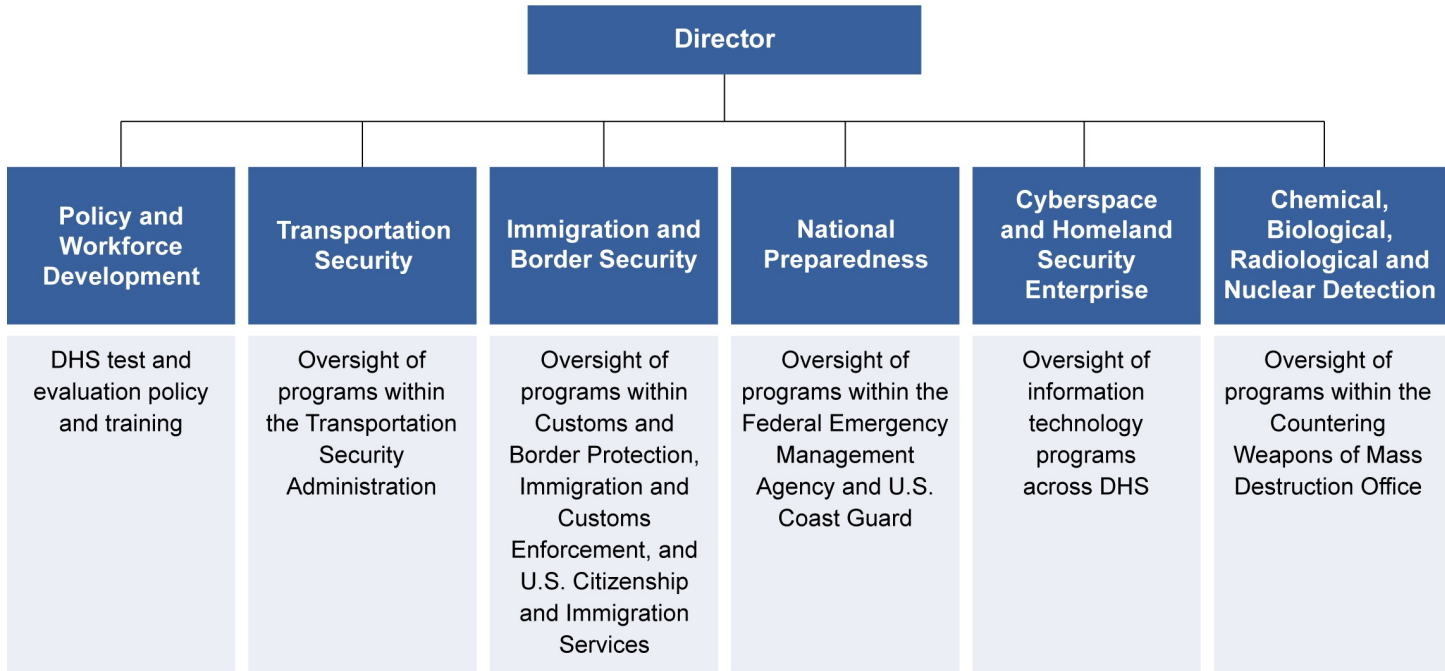 Director
Policy and
Workforce
Development
Transportation
Security
Immigration and
Border Security
National
Preparedness
Cyberspace
and Homeland
Security
Enterprise
Chemical,
Biological,
Radiological and
Nuclear Detection
DHS test and
evaluation policy
and training
Oversight of
programs within
the Transportation
Security
Administration
Oversight of
programs within
Customs and
Border Protection,
Immigration and
Customs
Enforcement, and
U.S. Citizenship
and Immigration
Services
Oversight of
programs within the
Federal Emergency
Management
Agency and U.S.
Coast Guard
Oversight of
information
technology
programs
across DHS
Oversight of
programs within the
Countering
Weapons of Mass
Destruction Office